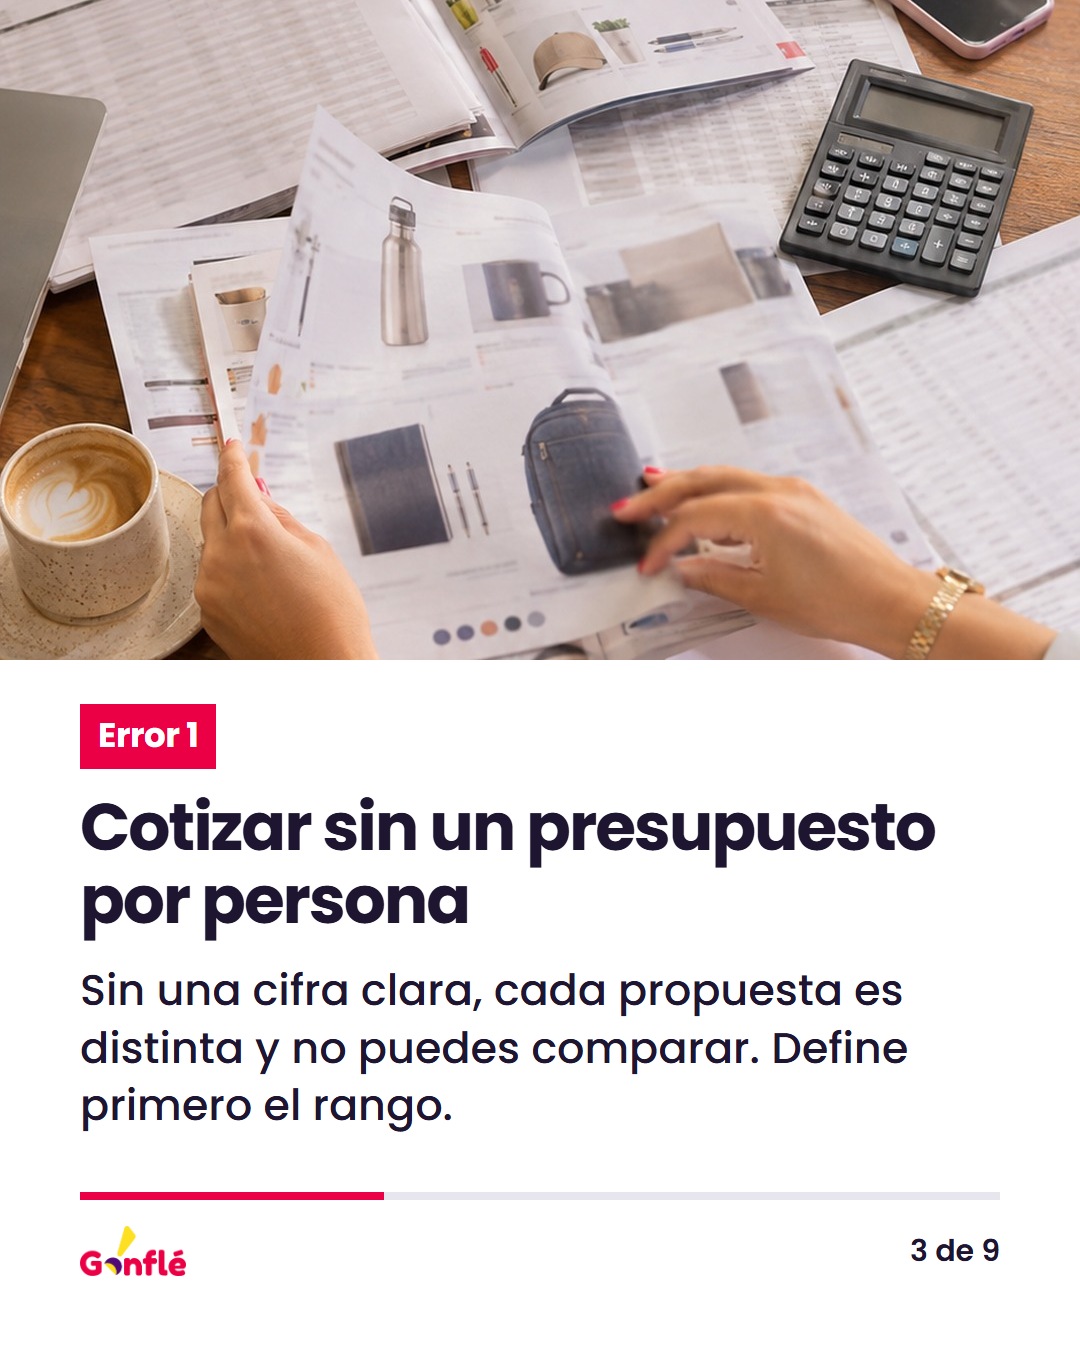 Error 1
Cotizar sin un presupuesto
por persona
Sin una cifra clara, cada propuesta es
distinta y no puedes comparar. Define
primero el rango.
Gonflé
3 de 9